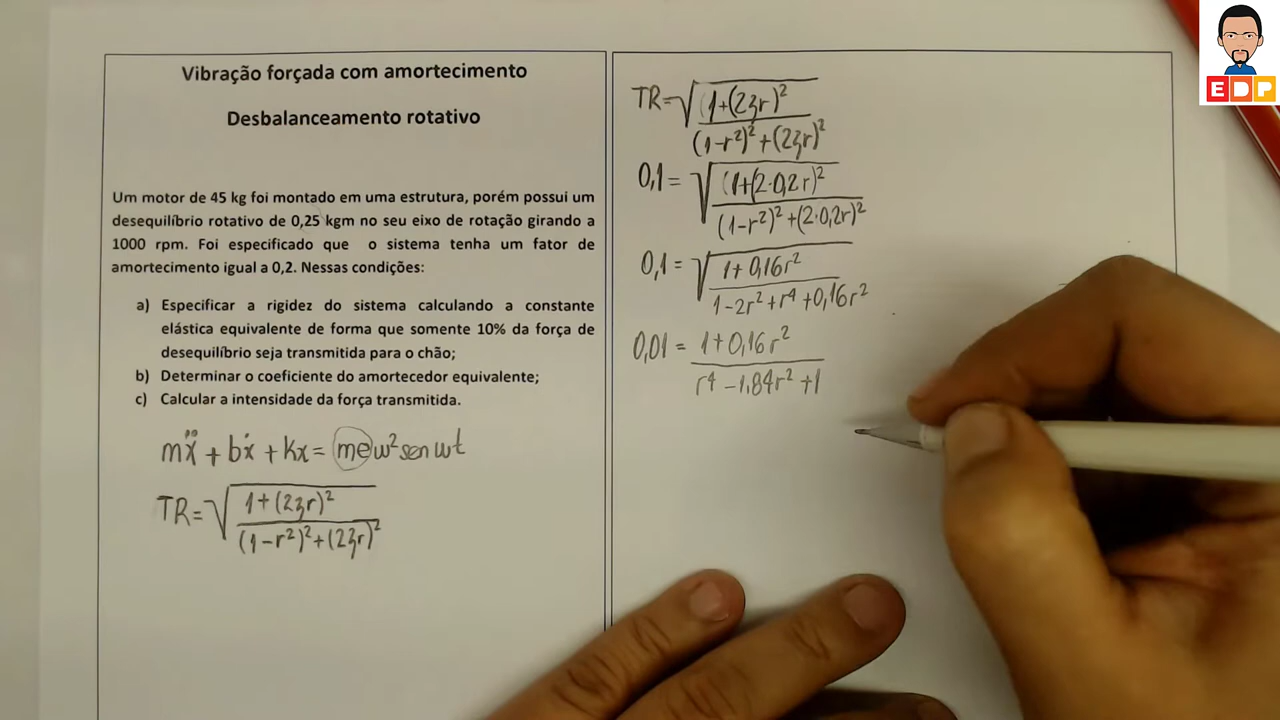 Vibração forçada com amortecimento
Desbalanceamento rotativo
Um motor de 45 kg foi montado em uma estrutura, porém possui um
desequilíbrio rotativo de 0,25 kgm no seu eixo de rotação girando a
1000 rpm. Foi especificado que o sistema tenha um fator de
amortecimento igual a 0,2. Nessas condições:
a) Especificar a rigidez do sistema calculando a constante
elástica equivalente de forma que somente 10% da força de
desequilíbrio seja transmitida para o chão;
b) Determinar o coeficiente do amortecedor equivalente;
c) Calcular a intensidade da força transmitida.
mẍ + bẋ + kx = meω² sen ωt
TR = √(1+(2ζr)² / (1-r²)²+(2ζr)²)
TR = √((1+(2ζr)² / (1-r²)²+(2ζr)²)
0,1 = √((1+(2·0,2r)² / (1-r²)²+(2·0,2r)²)
0,1 = √(1+0,16r² / 1-2r²+r⁴+0,16r²)
0,01 = 1+0,16r² / r⁴-1,84r²+1
EDP